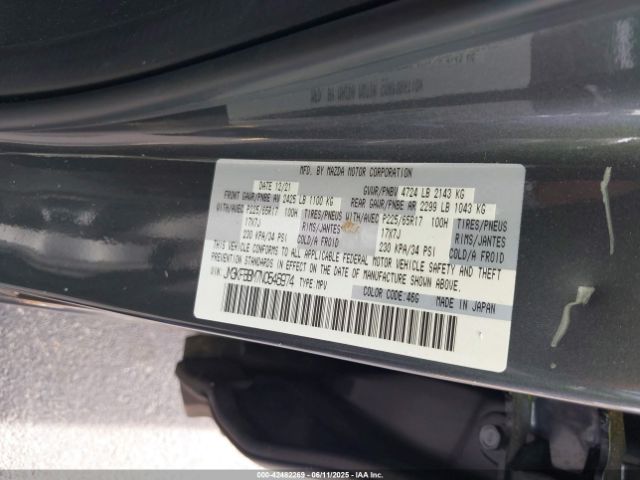 MFD. BY MAZDA MOTOR CORPORATION
DATE 12/21 GVWR/PNBV 4724 LB 2143 KG
FRONT GAWR/PNBE AV 2425 LB 1100 KG REAR GAWR/PNBE AR 2299 LB 1043 KG
WITH/AVEC P225/65R17 100H TIRES/PNEUS WITH/AVEC P225/65R17 100H TIRES/PNEUS
17X7J RIMS/JANTES 17X7J RIMS/JANTES
230 KPA/34 PSI COLD/A FROID 230 KPA/34 PSI COLD/A FROID
THIS VEHICLE CONFORMS TO ALL APPLICABLE FEDERAL MOTOR VEHICLE SAFETY, BUMPER, AND THEFT
PREVENTION STANDARDS IN EFFECT ON THE DATE OF MANUFACTURE SHOWN ABOVE.
VIN: TYPE: MPV COLOR CODE: 46G MADE IN JAPAN
© 000-42482269 06/11/2025 IAA. Inc.